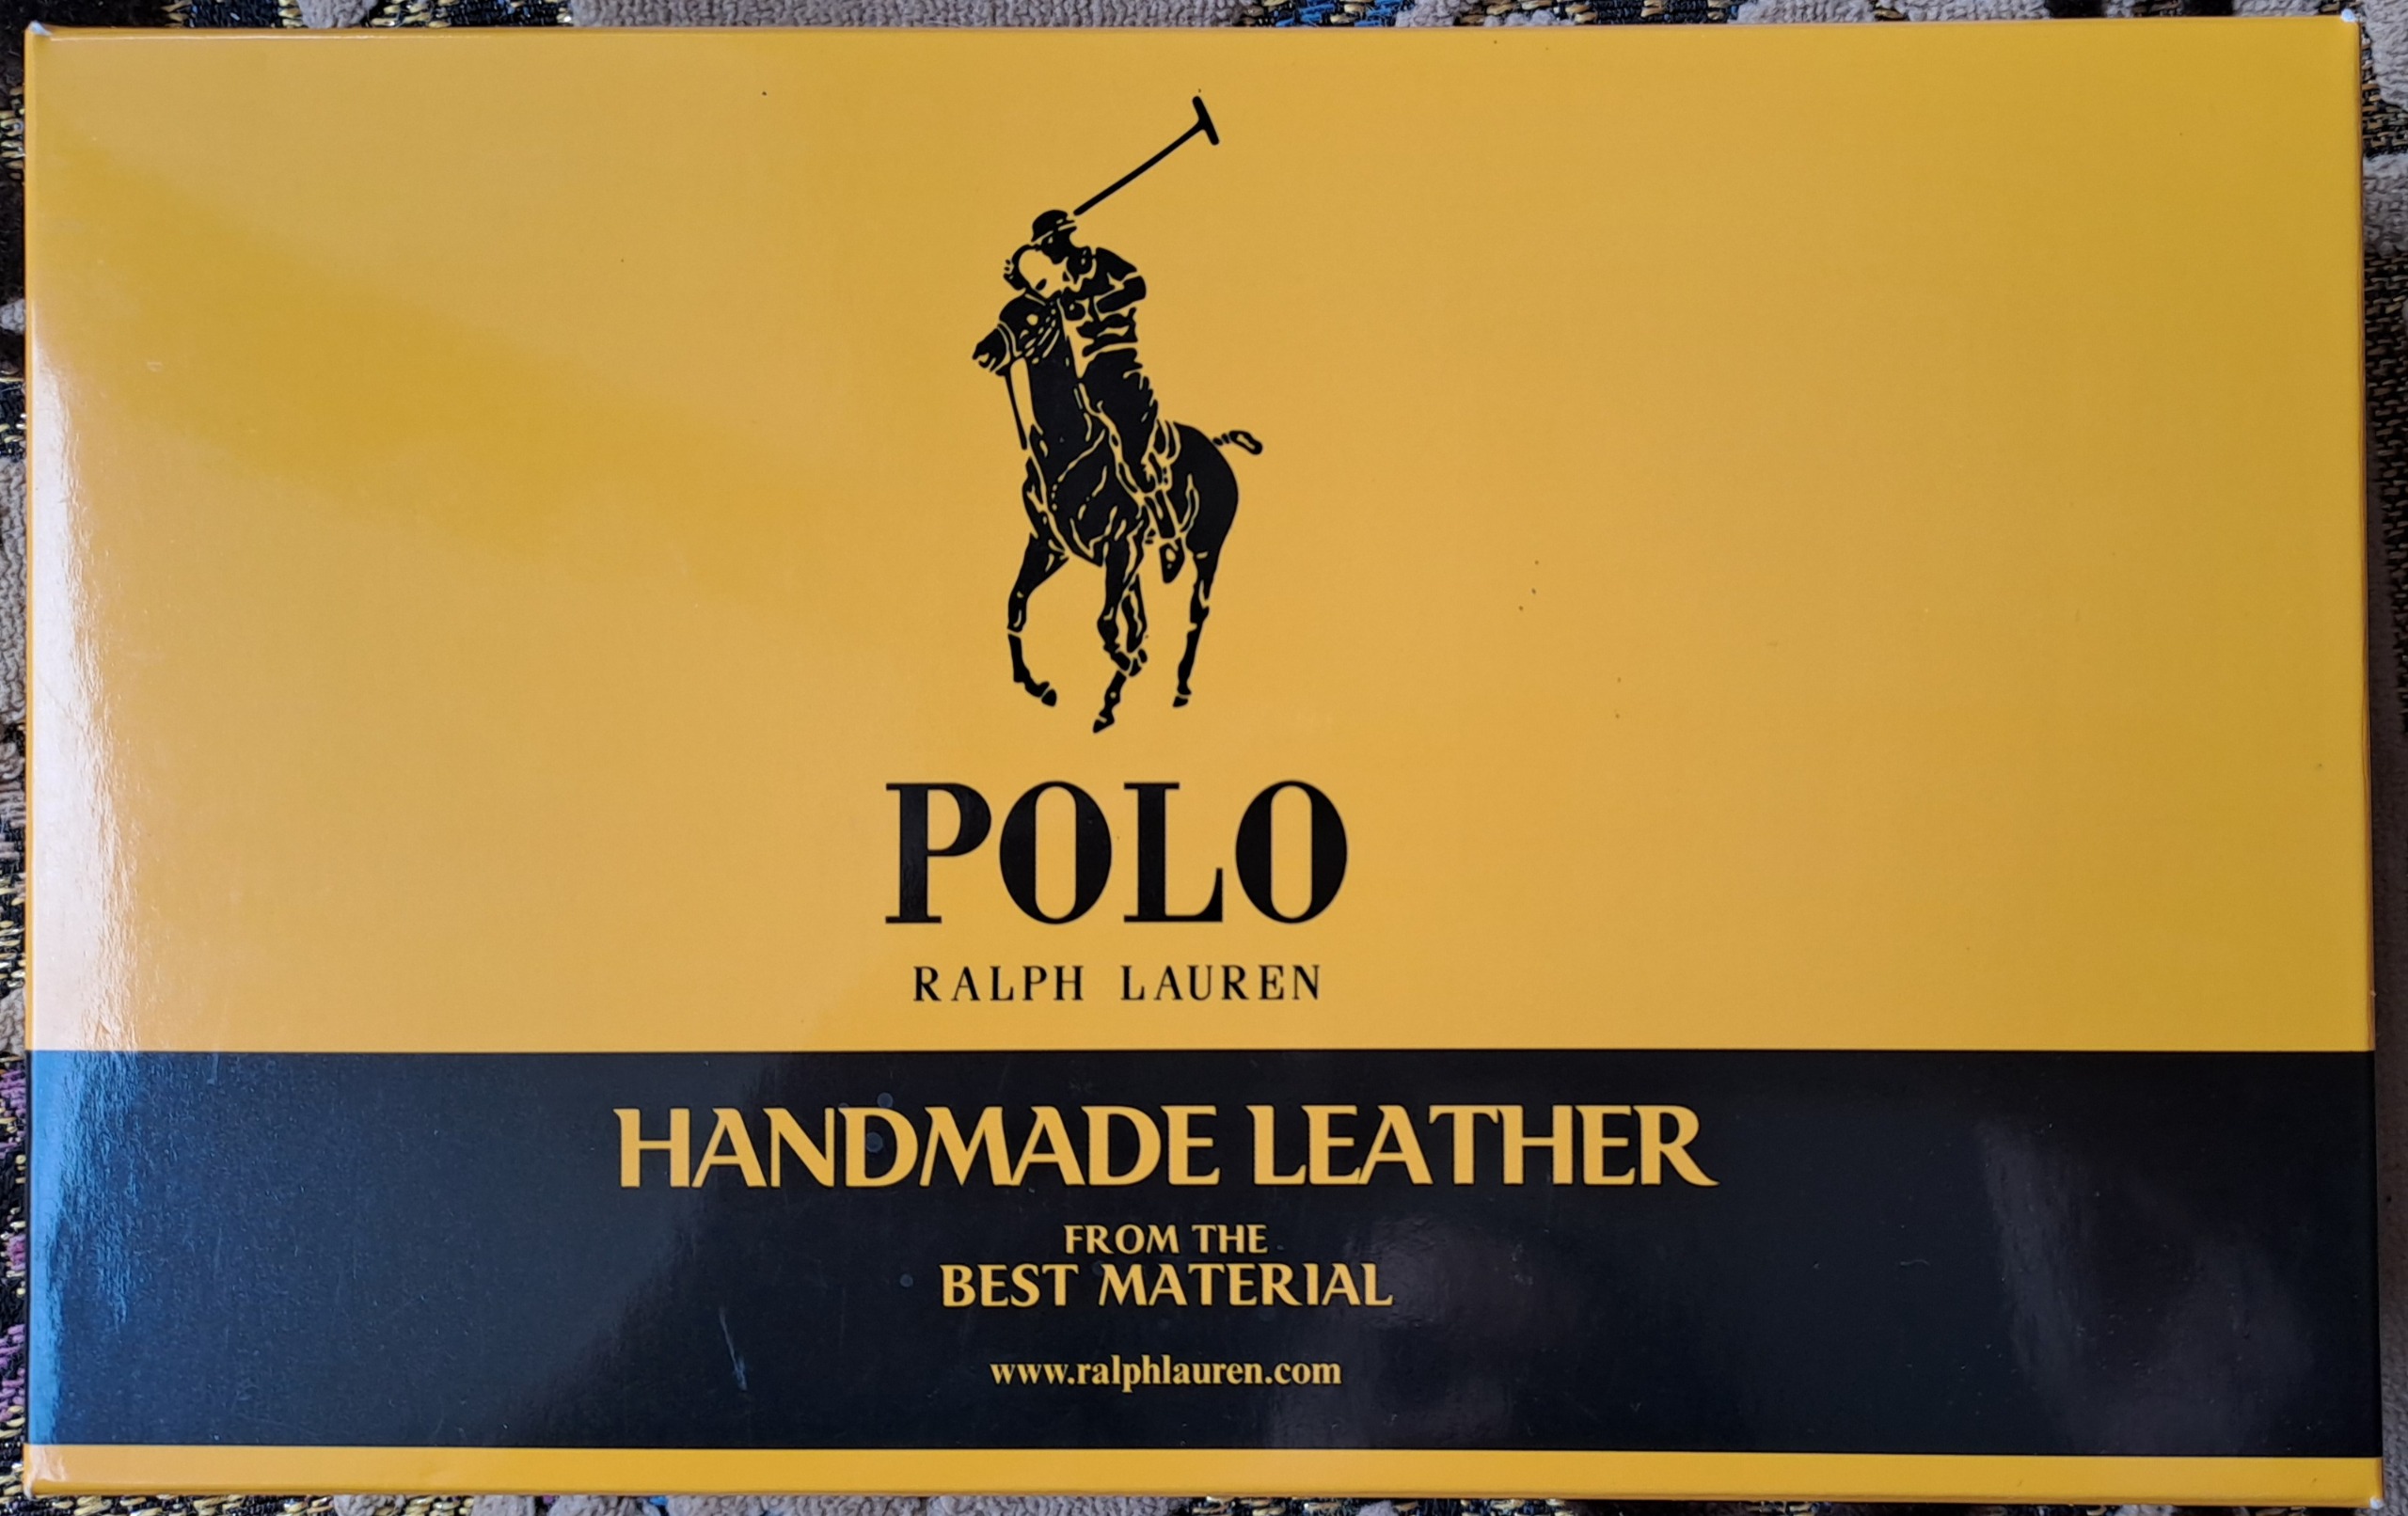 POLO
RALPH LAUREN
HANDMADE LEATHER
FROM THE
BEST MATERIAL
www.ralphlauren.com